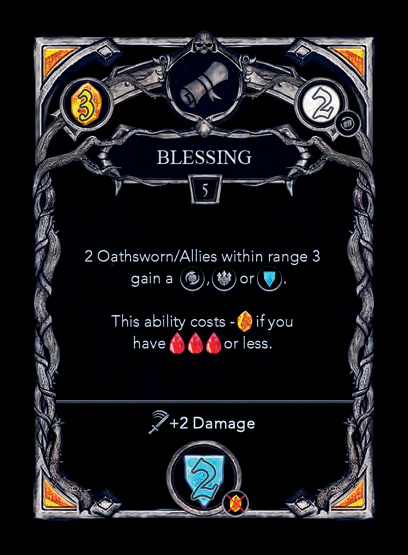 3
2
BLESSING
5
2 Oathsworn/Allies within range 3
gain a , or .
This ability costs - if you
have or less.
+2 Damage
2